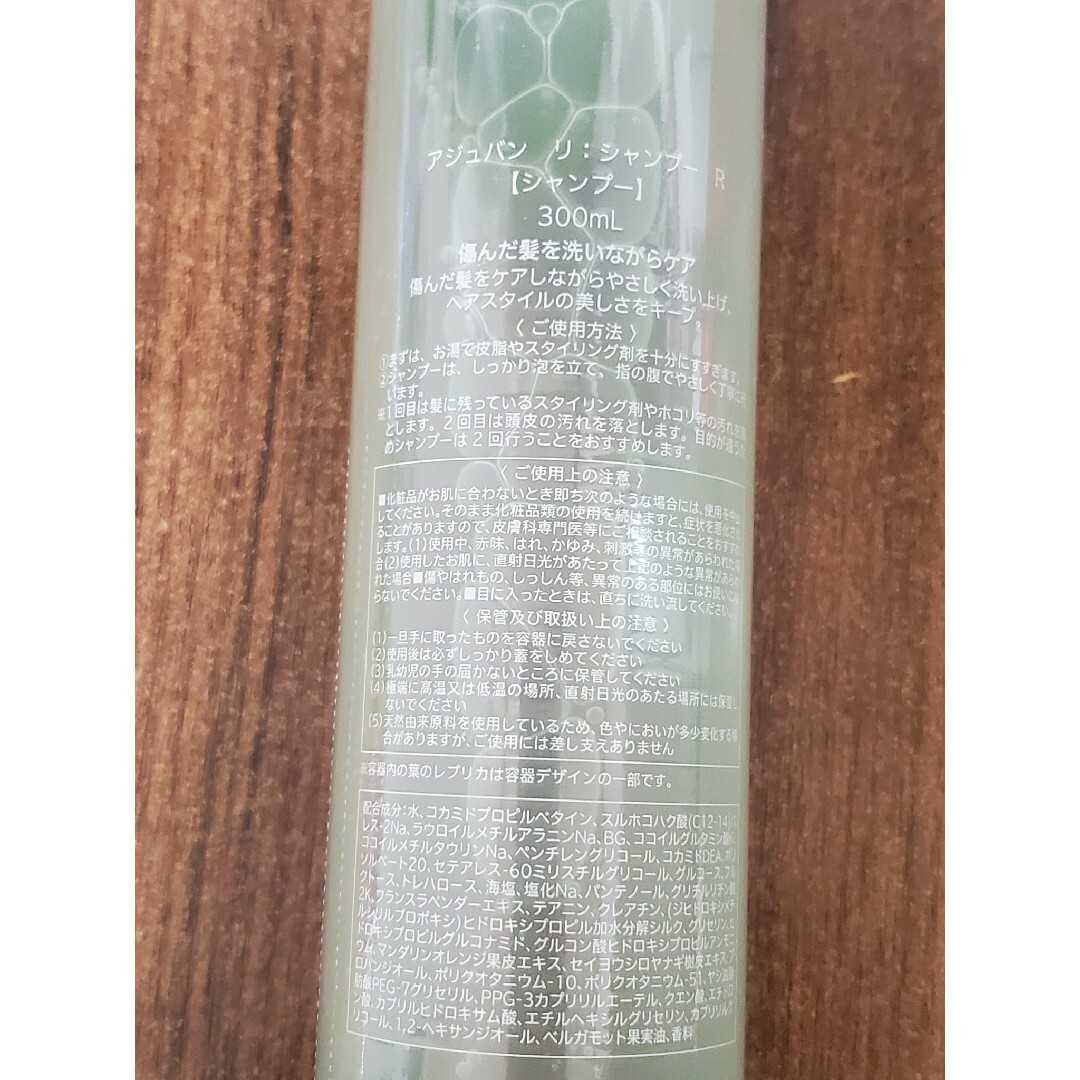 アジュバン リ：シャンプー R
【シャンプー】
300mL
傷んだ髪を洗いながらケア
傷んだ髪をケアしながらやさしく洗い上げ、
ヘアスタイルの美しさをキープ。
〈 ご使用方法 〉
①まずは、お湯で皮脂やスタイリング剤を十分にすすぎます。
②シャンプーは、しっかり泡を立て、指の腹でやさしく丁寧に
います。
※1回目は髪に残っているスタイリング剤やホコリ等の汚れを
とします。2回目は頭皮の汚れを落とします。目的が違う
めシャンプーは2回行うことをおすすめします。
〈 ご使用上の注意 〉
■化粧品がお肌に合わないとき即ち次のような場合には、使用を中止
してください。そのまま化粧品類の使用を続けますと、症状を悪化させ
ることがありますので、皮膚科専門医等にご相談されることをおすすめ
します。(1)使用中、赤味、はれ、かゆみ、刺激等の異常があらわれた場
合(2)使用したお肌に、直射日光があたって上記のような異常があらわ
れた場合■傷やはれもの、しっしん等、異常のある部位にはお使いにな
らないでください。■目に入ったときは、直ちに洗い流してください。
〈 保管及び取扱い上の注意 〉
(1)一旦手に取ったものを容器に戻さないでください
(2)使用後は必ずしっかり蓋をしめてください
(3)乳幼児の手の届かないところに保管してください
(4)極端に高温又は低温の場所、直射日光のあたる場所には保管し
ないでください
(5)天然由来原料を使用しているため、色やにおいが多少変化する場
合がありますが、ご使用には差し支えありません
※容器内の葉のレプリカは容器デザインの一部です。
配合成分：水、コカミドプロピルベタイン、スルホコハク酸(C12-14)パ
レス-2Na、ラウロイルメチルアラニンNa、BG、ココイルグルタミン酸K、
ココイルメチルタウリンNa、ペンチレングリコール、コカミドDEA、ポリ
ソルベート20、セテアレス-60ミリスチルグリコール、グルコース、フル
クトース、トレハロース、海塩、塩化Na、パンテノール、グリチルリチン酸
2K、フランスラベンダーエキス、テアニン、クレアチン、(ジヒドロキシメチ
ルシリルプロポキシ)ヒドロキシプロピル加水分解シルク、グリセリン、ヒ
ドロキシプロピルグルコナミド、グルコン酸ヒドロキシプロピルアンモニ
ウム、マンダリンオレンジ果皮エキス、セイヨウシロヤナギ樹皮エキス、プ
ロパンジオール、ポリクオタニウム-10、ポリクオタニウム-51、ヤシ油脂
肪酸PEG-7グリセリル、PPG-3カプリリルエーテル、クエン酸、エチドロ
ン酸、カプリルヒドロキサム酸、エチルヘキシルグリセリン、カプリリルグ
リコール、1,2-ヘキサンジオール、ベルガモット果実油、香料